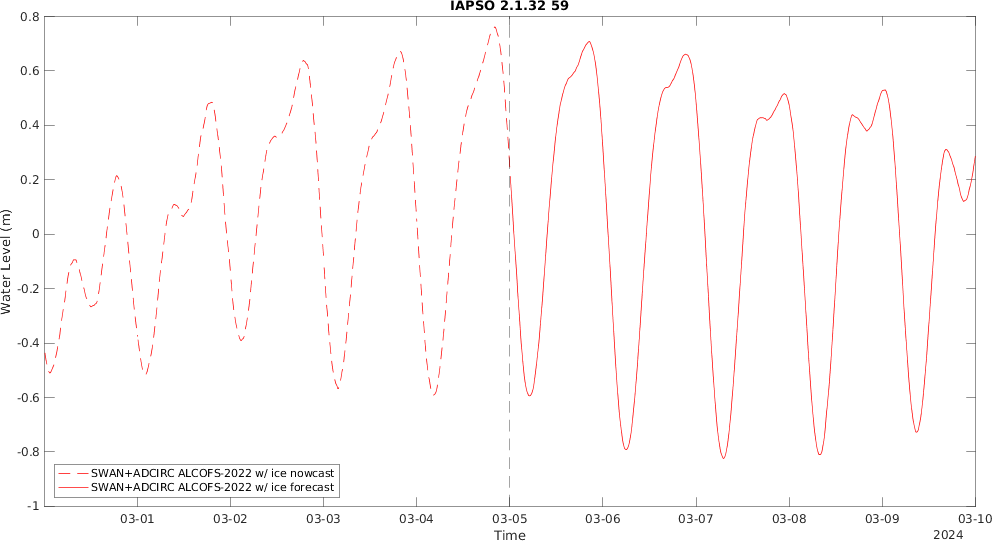 IAPSO 2.1.32 59
0.8
0.6
0.4
0.2
0
-0.2
-0.4
-0.6
-0.8
-1
Water Level (m)
SWAN+ADCIRC ALCOFS-2022 w/ ice nowcast
SWAN+ADCIRC ALCOFS-2022 w/ ice forecast
03-01 03-02 03-03 03-04 03-05 03-06 03-07 03-08 03-09 03-10
Time
2024